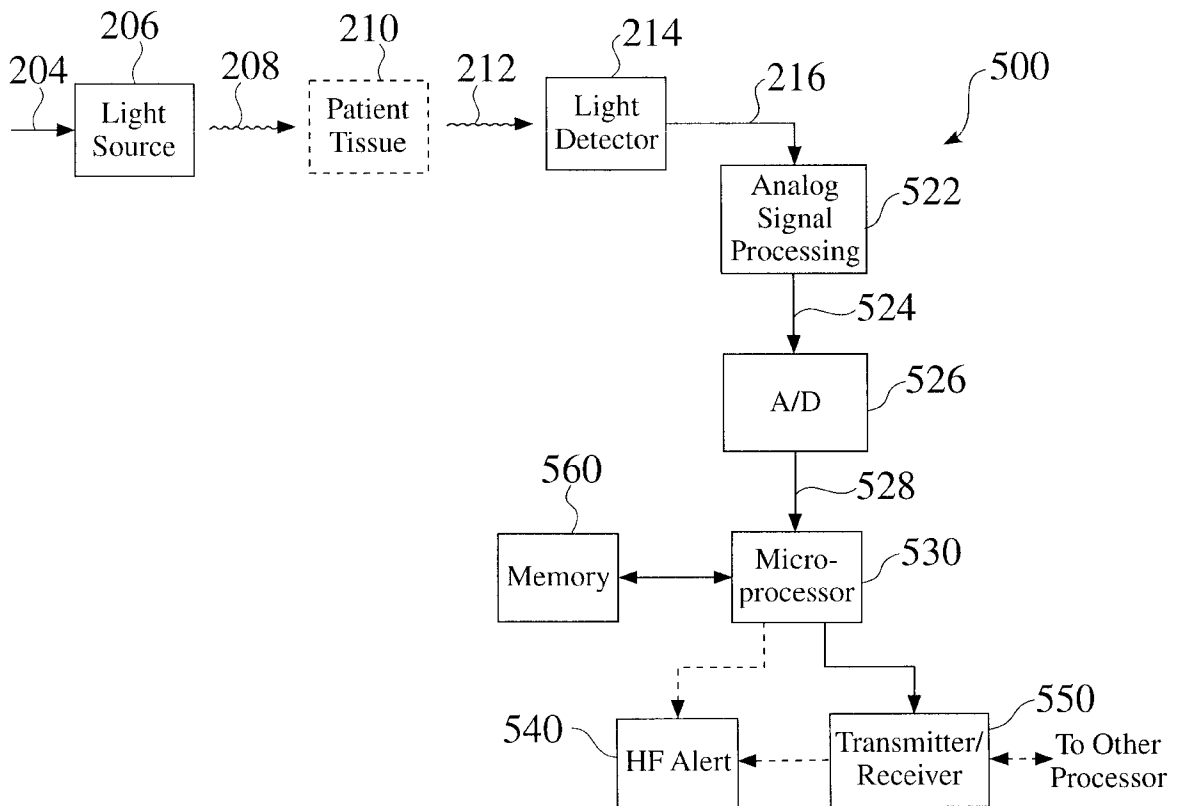 206
210
214
204
208
212
216
500
Light
Source
Patient
Tissue
Light
Detector
Analog
Signal
Processing
522
524
A/D
526
528
560
Memory
Micro-
processor
530
540
HF Alert
Transmitter/
Receiver
550
To Other
Processor